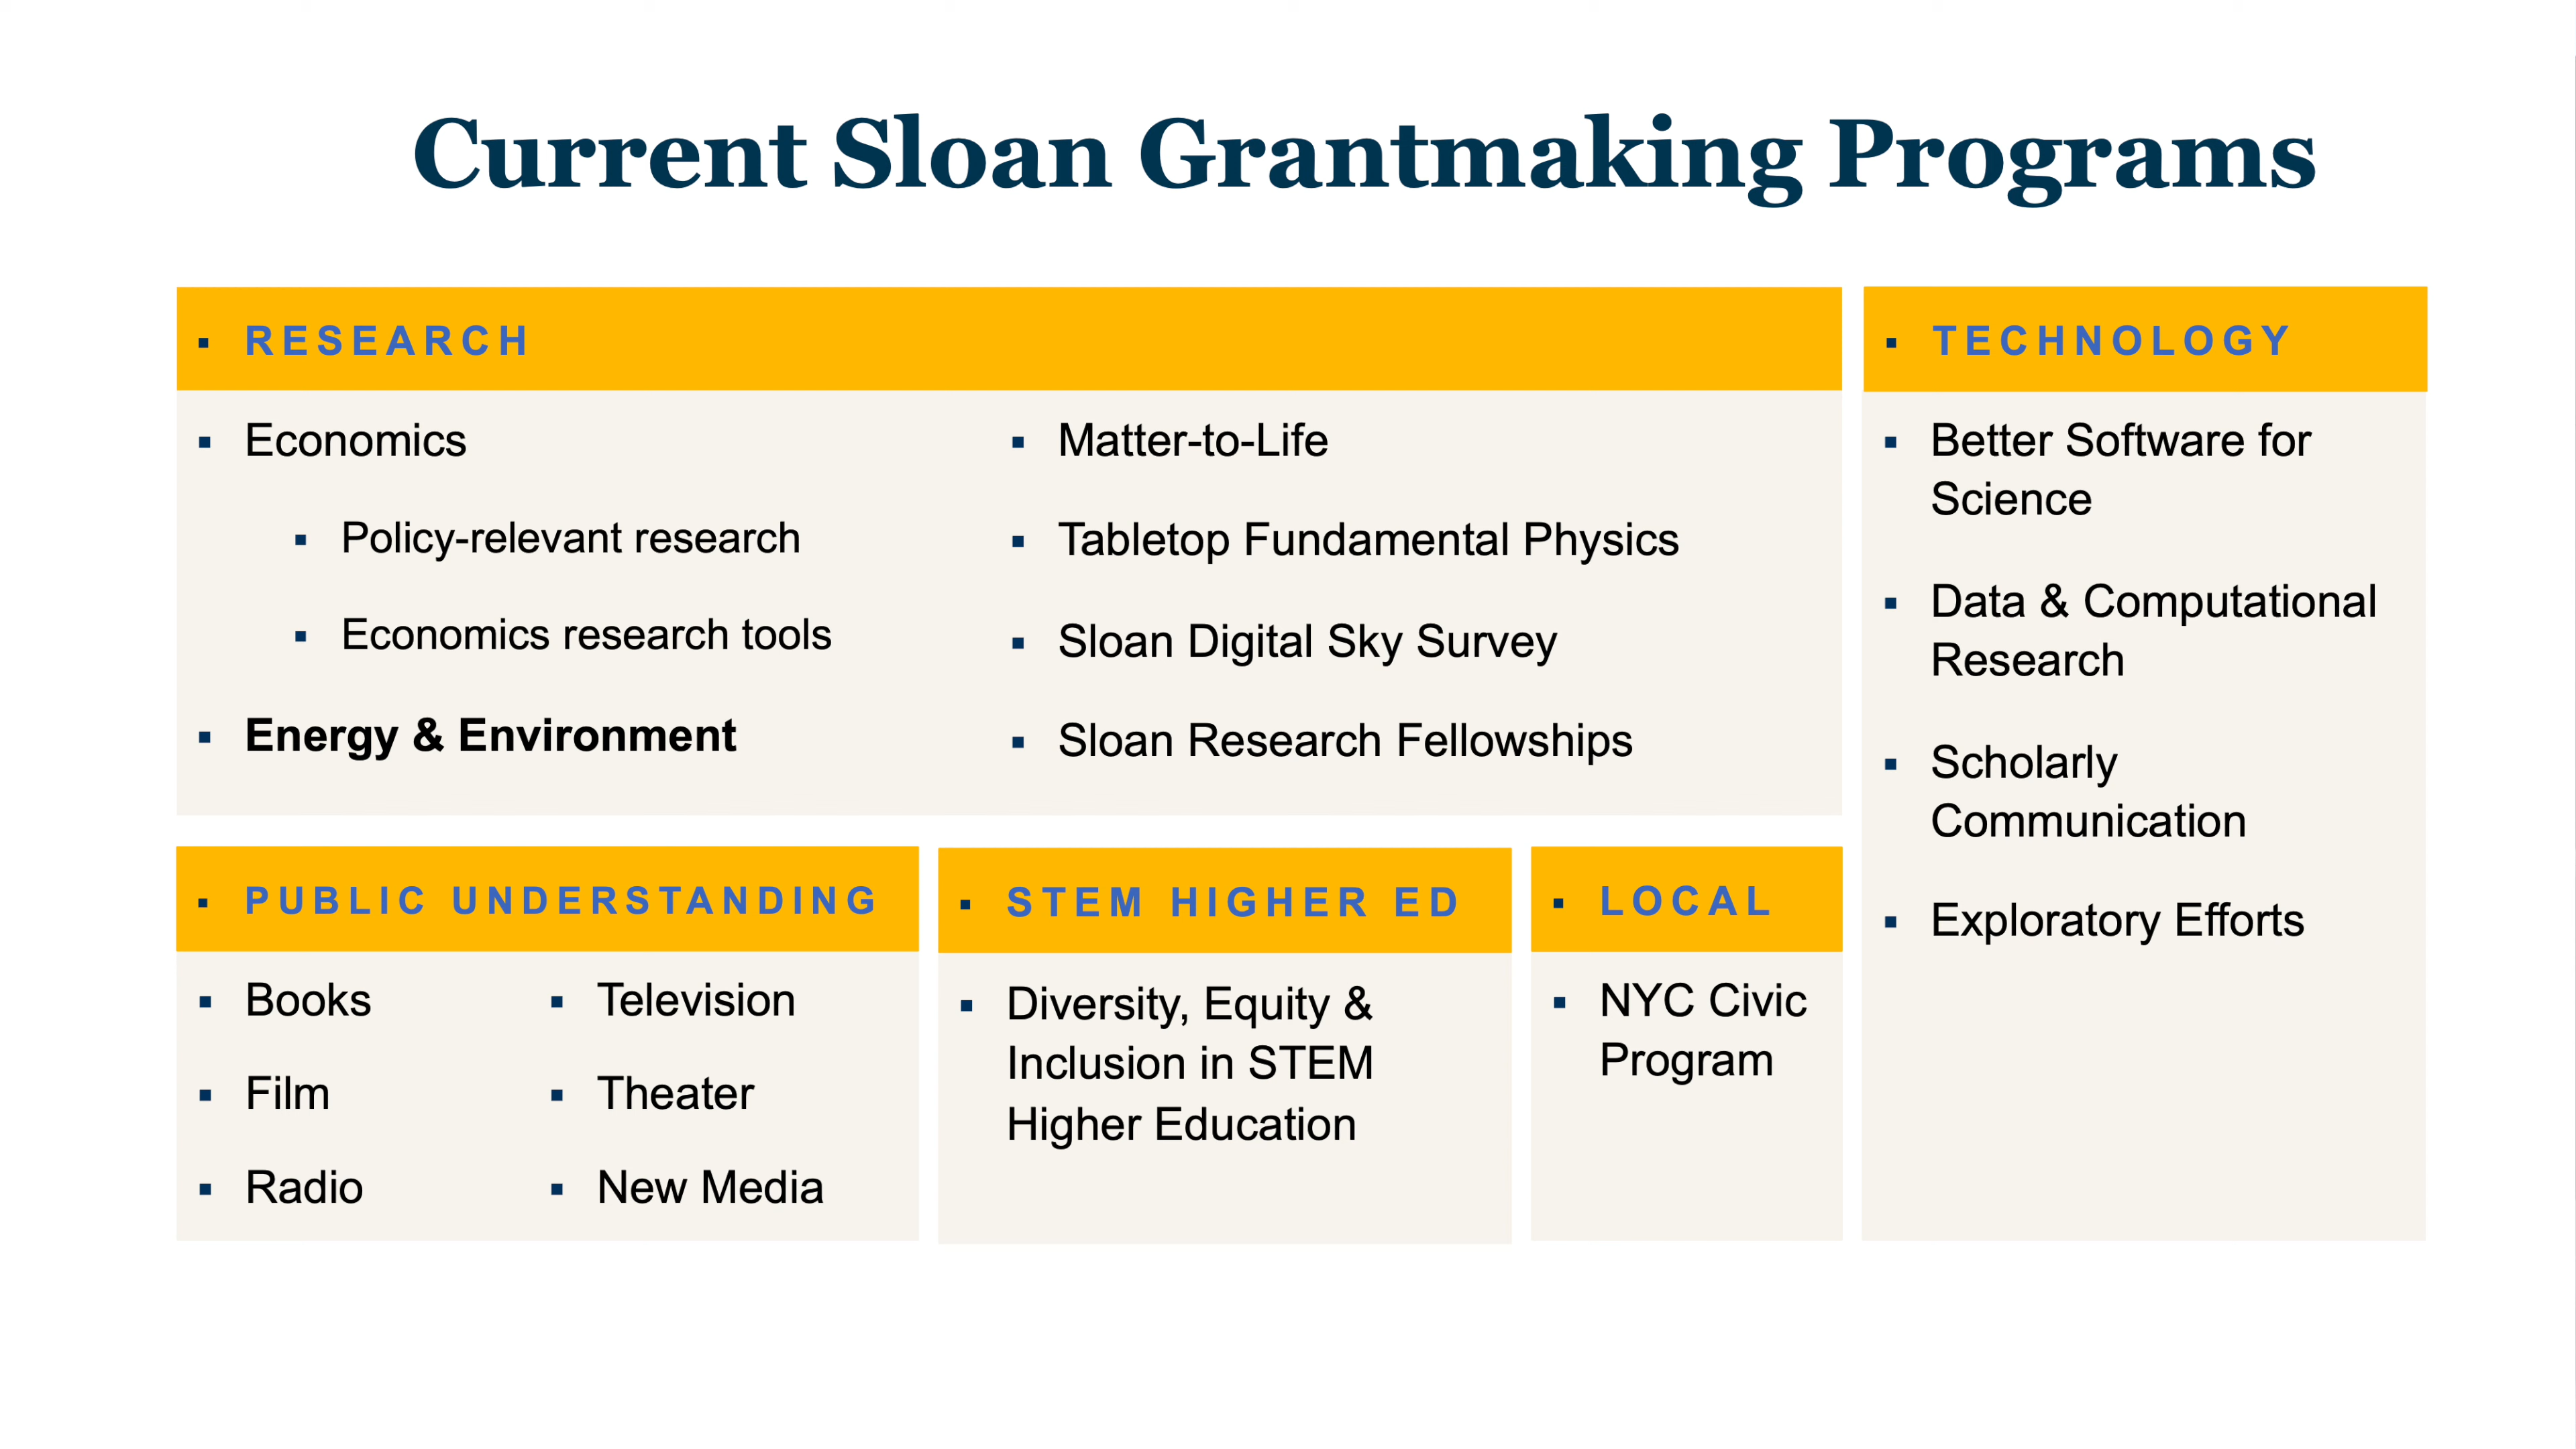 Current Sloan Grantmaking Programs
RESEARCH
Economics
Policy-relevant research
Economics research tools
Energy & Environment
Matter-to-Life
Tabletop Fundamental Physics
Sloan Digital Sky Survey
Sloan Research Fellowships
TECHNOLOGY
Better Software for
Science
Data & Computational
Research
Scholarly
Communication
Exploratory Efforts
PUBLIC UNDERSTANDING
Books
Film
Radio
Television
Theater
New Media
STEM HIGHER ED
Diversity, Equity &
Inclusion in STEM
Higher Education
LOCAL
NYC Civic
Program